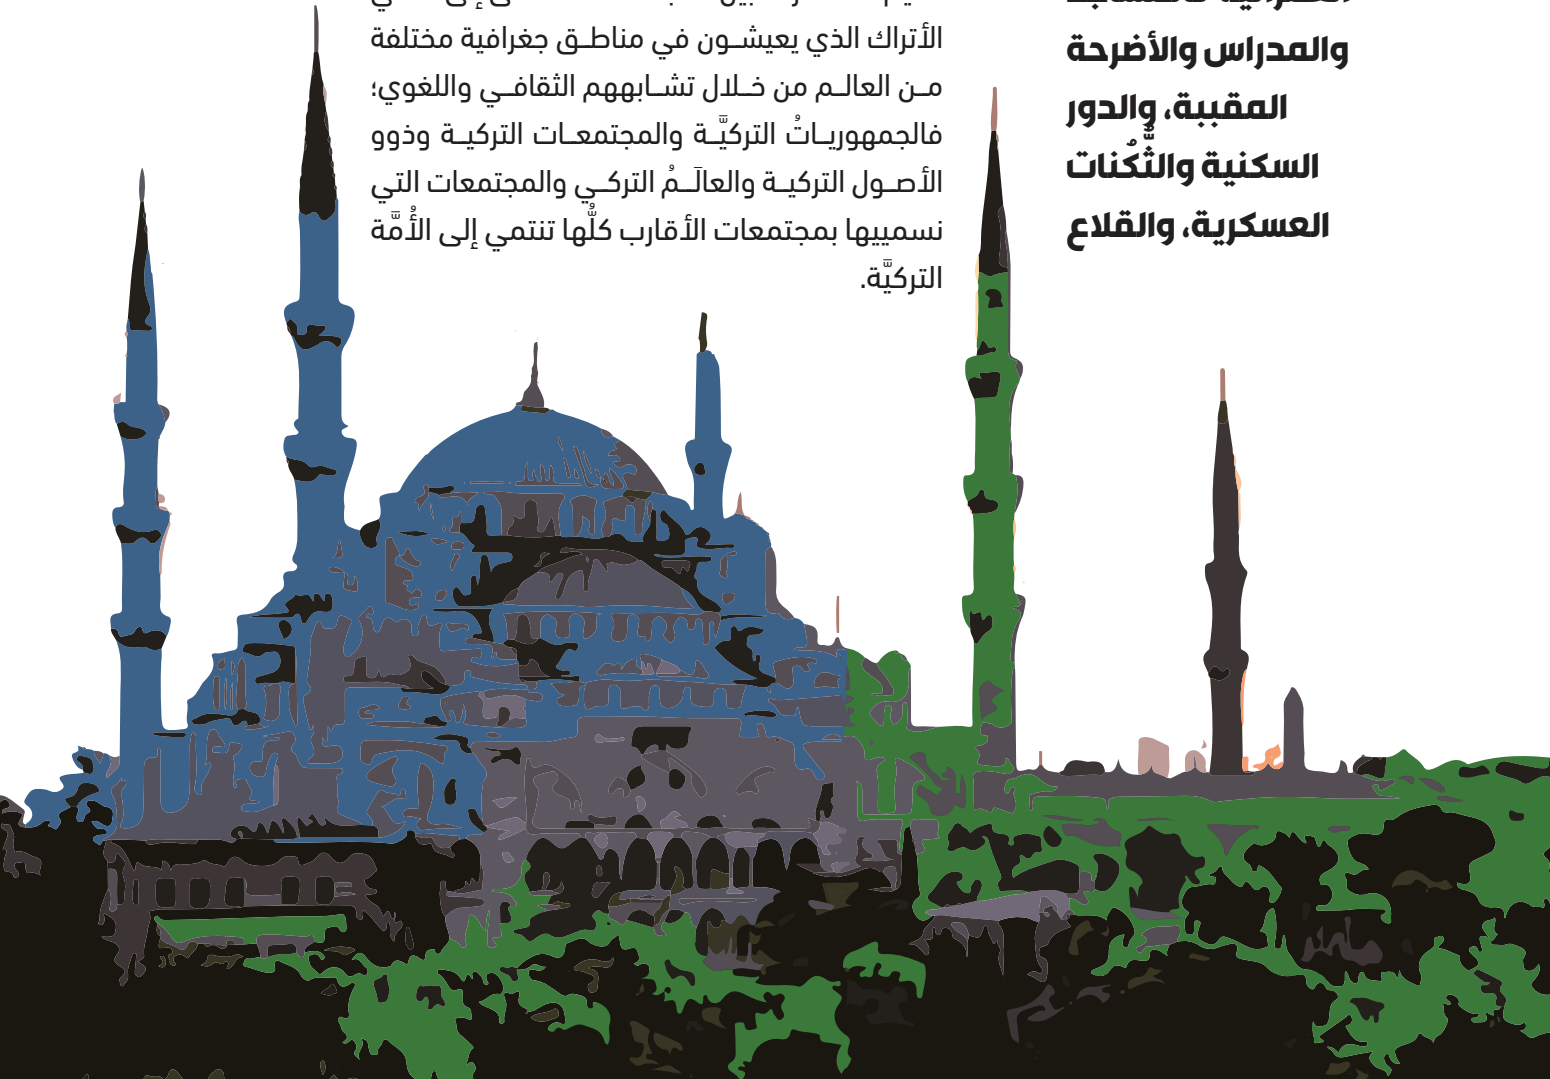 والمدراس والأضرحة
المقببة، والدور
السكنية والثُّكُنات
العسكرية، والقلاع
الأتراك الذي يعيشـون في مناطـق جغرافية مختلفة
مـن العالـم من خـلال تشـابههم الثقافـي واللغوي؛
فالجمهوريـاتُ التركيَّـة والمجتمعـات التركيـة وذوو
الأصـول التركيـة والعالَـمُ التركـي والمجتمعات التي
نسمييها بمجتمعات الأقارب كلُّها تنتمي إلى الأُمَّة
التركيَّة.